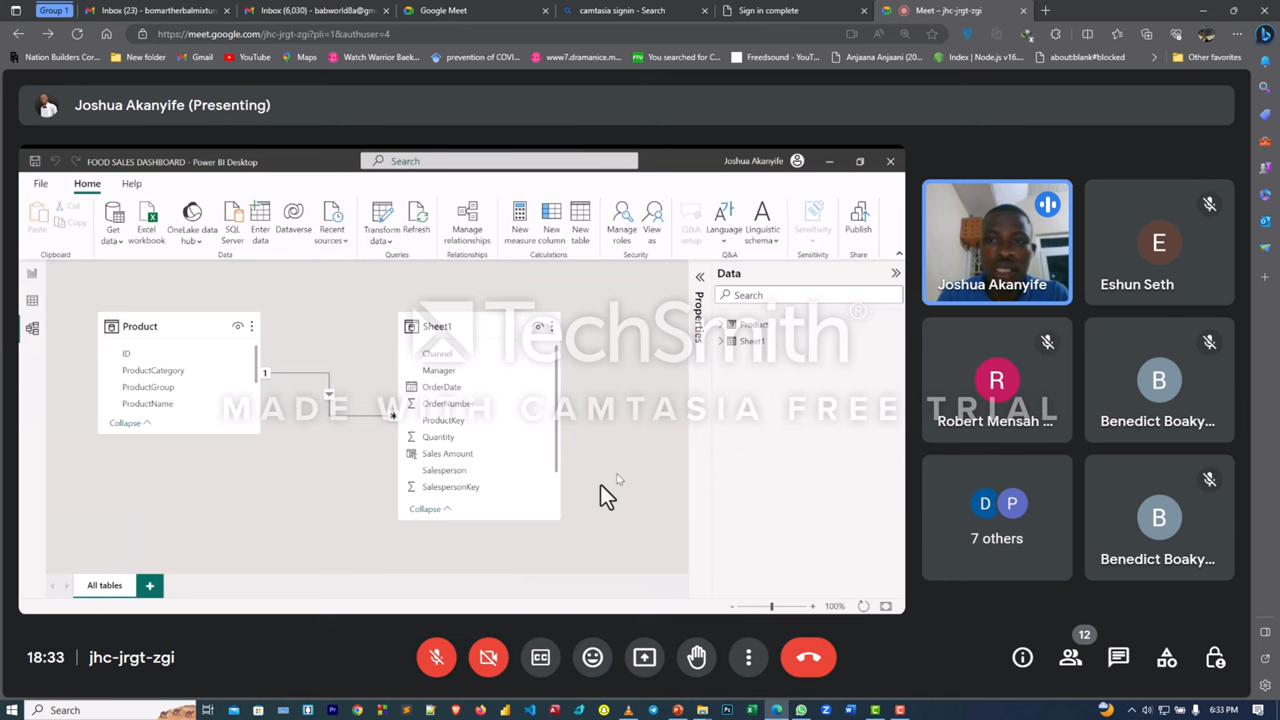 Group 1
Inbox (23) - bomartherbalmixtur
Inbox (6,030) - babworld8a@gm
Google Meet
camtasia signin - Search
Sign in complete
Meet – jhc-jrgt-zgi
https://meet.google.com/jhc-jrgt-zgi?pli=1&authuser=4
Nation Builders Cor...
New folder
Gmail
YouTube
Maps
Watch Warrior Baek...
prevention of COVI...
www7.dramanice.m...
You searched for C...
Freedsound - YouT...
Anjaana Anjaani (20...
Index | Node.js v16....
about:blank#blocked
Other favorites
Joshua Akanyife (Presenting)
FOOD SALES DASHBOARD - Power BI Desktop
Search
Joshua Akanyife
File
Home
Help
Paste
Cut
Copy
Get data
Excel workbook
OneLake data hub
SQL Server
Enter data
Dataverse
Recent sources
Transform data
Refresh
Manage relationships
New measure
New column
New table
Manage roles
View as
Q&A setup
Language
Linguistic schema
Sensitivity
Publish
Clipboard
Data
Queries
Relationships
Calculations
Security
Q&A
Sensitivity
Share
Product
ID
ProductCategory
ProductGroup
ProductName
Collapse
1
*
Sheet1
Channel
Manager
OrderDate
OrderNumber
ProductKey
Quantity
Sales Amount
Salesperson
SalespersonKey
Collapse
Properties
Data
Search
Product
Sheet1
All tables
100%
TechSmith®
MADE WITH CAMTASIA FREE TRIAL
Joshua Akanyife
E
Eshun Seth
R
Robert Mensah ...
B
Benedict Boaky...
D
P
7 others
B
Benedict Boaky...
18:33
jhc-jrgt-zgi
12
Search
6:33 PM